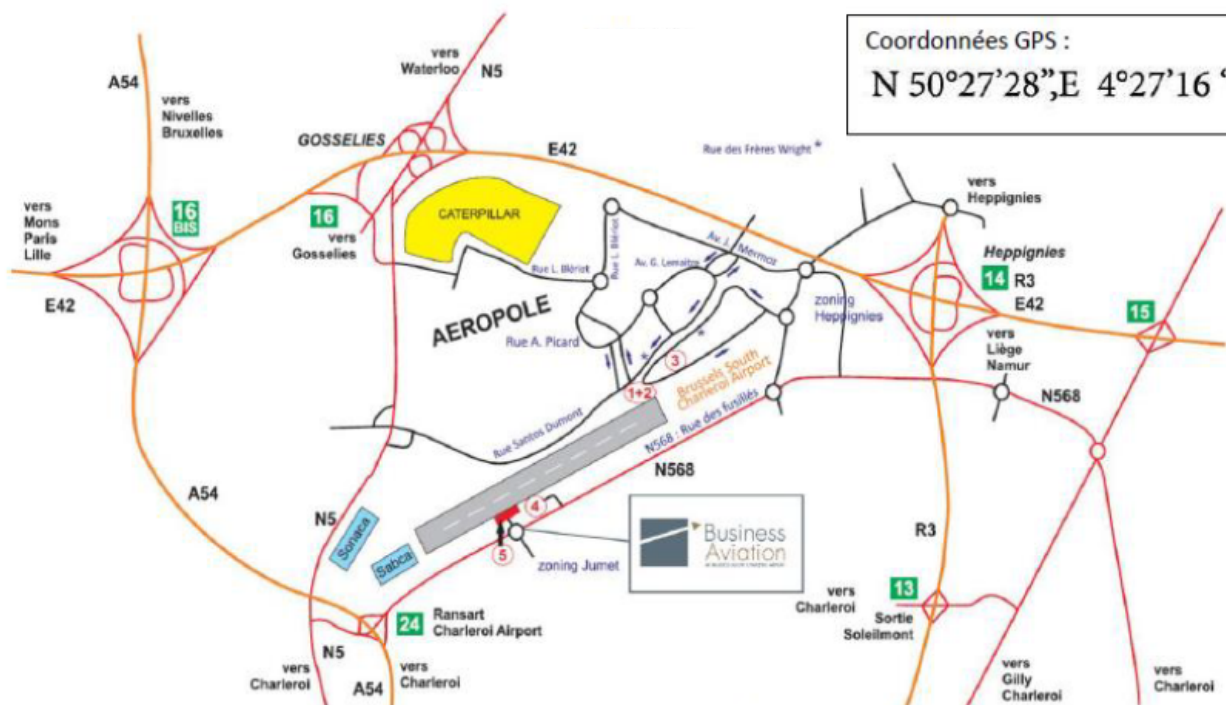 Coordonnées GPS :
N 50°27'28",E 4°27'16 "
vers
Waterloo
N5
A54
vers
Nivelles
Bruxelles
GOSSELIES
E42
Rue des Frères Wright *
vers
Heppignies
vers
Mons
Paris
Lille
16
BIS
16
vers
Gosselies
CATERPILLAR
Rue L. Blériot
Rue L. Blèriot
Av. J. Mermoz
Av. G. Lemaitre
Heppignies
14
R3
E42
E42
AEROPOLE
zoning
Heppignies
15
Rue A. Picard
*
*
3
vers
Liège
Namur
1+2
Brussels South
Charleroi Airport
N568
Rue Santos Dumont
N568 : Rue des fusillés
N568
A54
N5
Sonaca
Sabca
4
5
zoning Jumet
Business
Aviation
R3
13
vers
Charleroi
Sortie
Soleilmont
24
Ransart
Charleroi Airport
N5
vers
Charleroi
A54
vers
Charleroi
vers
Gilly
Charleroi
vers
Charleroi